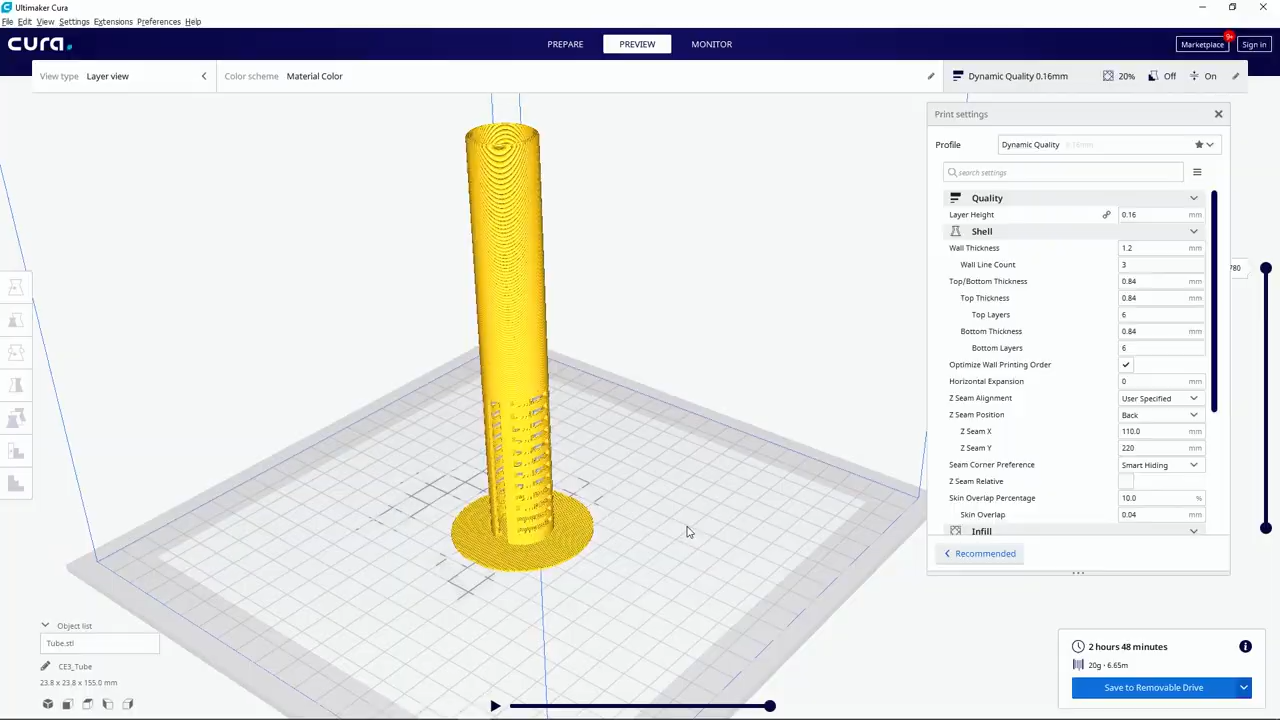 Ultimaker Cura
File Edit View Settings Extensions Preferences Help
cura. PREPARE PREVIEW MONITOR Marketplace 9+ Sign in
View type Layer view Color scheme Material Color Dynamic Quality 0.16mm 20% Off On
Print settings
Profile Dynamic Quality 0.16mm
search settings
Quality
Layer Height 0.16 mm
Shell
Wall Thickness 1.2 mm
Wall Line Count 3
780
Top/Bottom Thickness 0.84 mm
Top Thickness 0.84 mm
Top Layers 6
Bottom Thickness 0.84 mm
Bottom Layers 6
Optimize Wall Printing Order
Horizontal Expansion 0 mm
Z Seam Alignment User Specified
Z Seam Position Back
Z Seam X 110.0 mm
Z Seam Y 220 mm
Seam Corner Preference Smart Hiding
Z Seam Relative
Skin Overlap Percentage 10.0 %
Skin Overlap 0.04 mm
Infill
Recommended
Object list
Tube.stl
CE3_Tube
23.8 x 23.8 x 155.0 mm
2 hours 48 minutes
20g · 6.65m
Save to Removable Drive